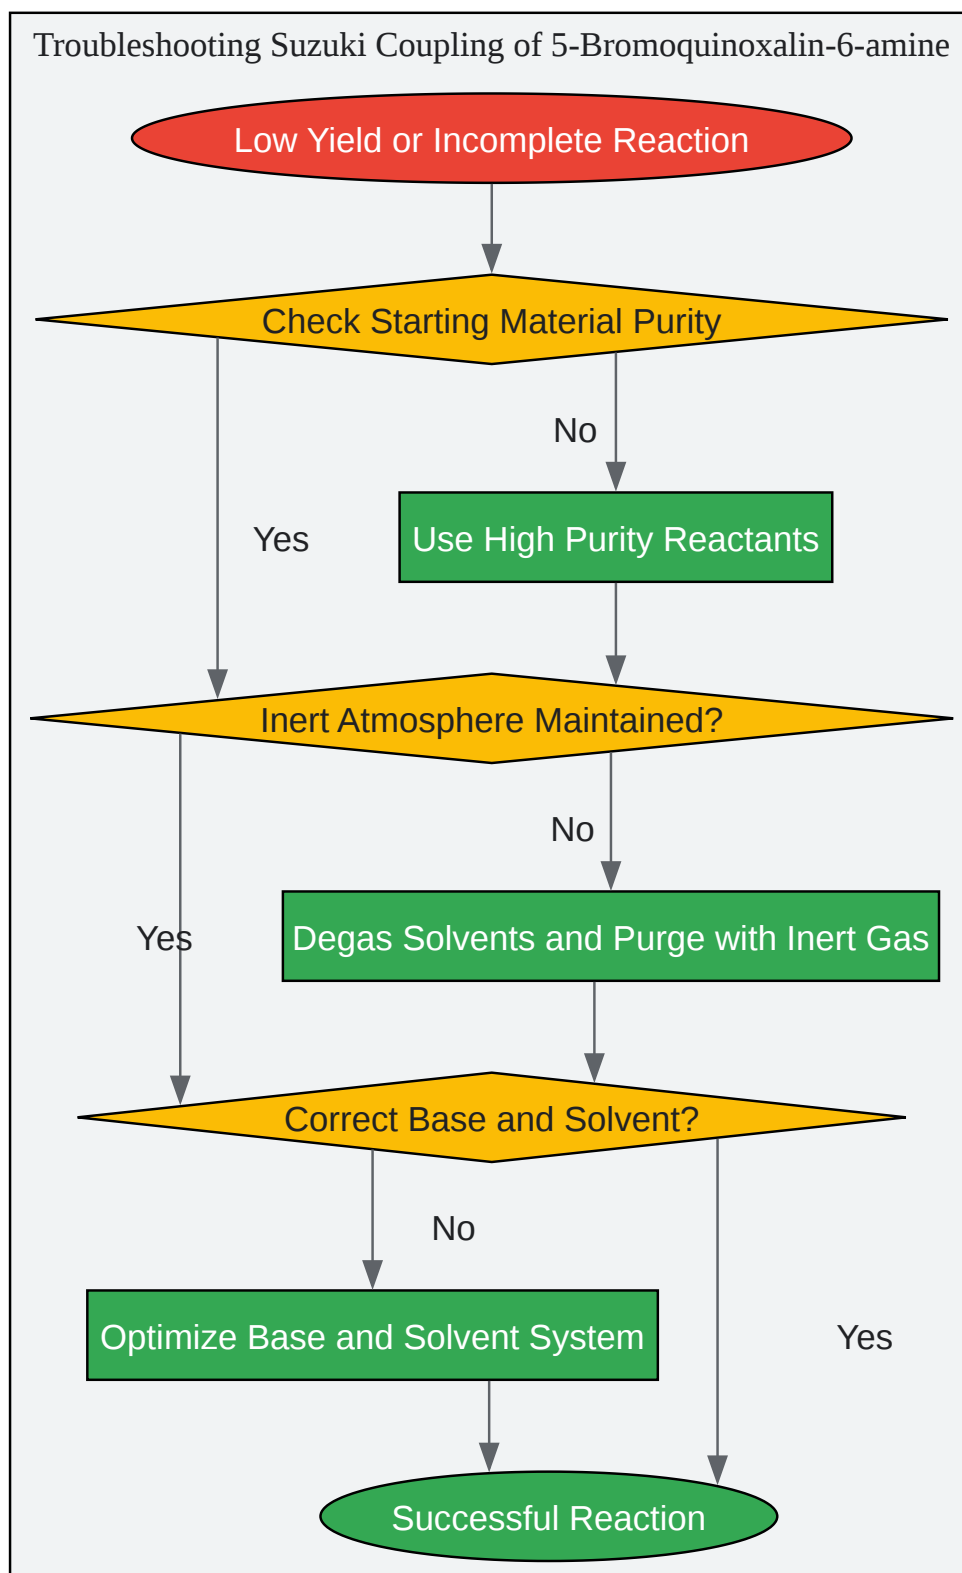 Troubleshooting Suzuki Coupling of 5-Bromoquinoxalin-6-amine
Low Yield or Incomplete Reaction
Check Starting Material Purity
No
Yes
Use High Purity Reactants
Inert Atmosphere Maintained?
No
Yes
Degas Solvents and Purge with Inert Gas
Correct Base and Solvent?
No
Optimize Base and Solvent System
Yes
Successful Reaction